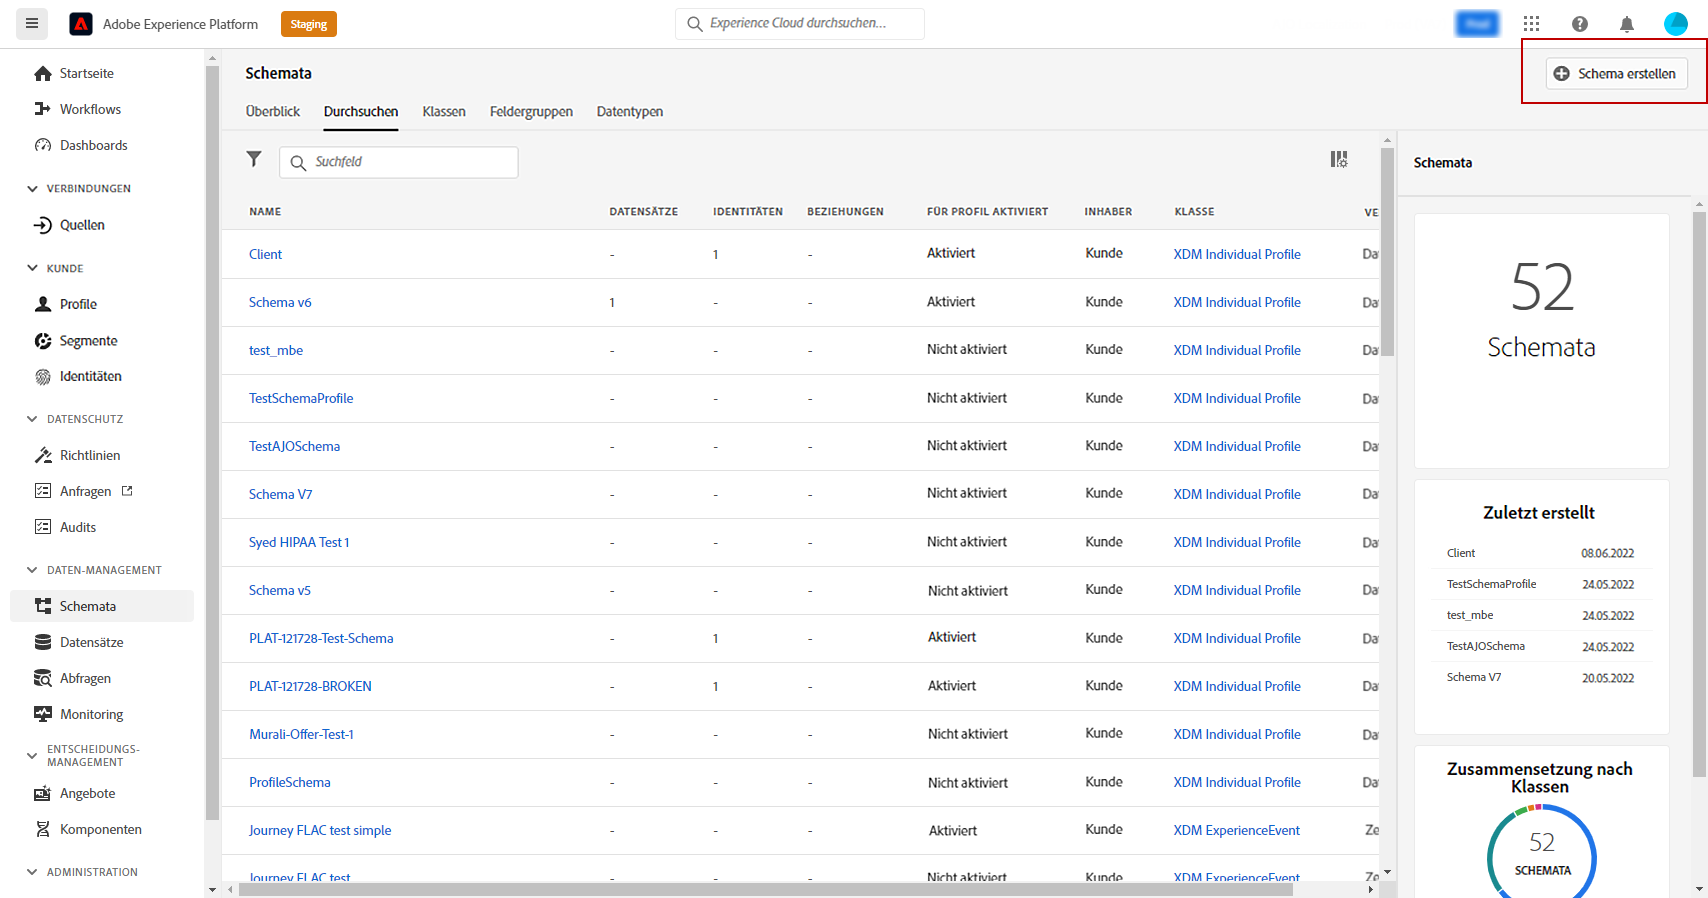 Adobe Experience Platform
Staging
Experience Cloud durchsuchen...
Startseite
Workflows
Dashboards
VERBINDUNGEN
Quellen
KUNDE
Profile
Segmente
Identitäten
DATENSCHUTZ
Richtlinien
Anfragen
Audits
DATEN-MANAGEMENT
Schemata
Datensätze
Abfragen
Monitoring
ENTSCHEIDUNGS-
MANAGEMENT
Angebote
Komponenten
ADMINISTRATION
Schemata
Schema erstellen
Überblick Durchsuchen Klassen Feldergruppen Datentypen
Suchfeld
NAME DATENSÄTZE IDENTITÄTEN BEZIEHUNGEN FÜR PROFIL AKTIVIERT INHABER KLASSE VE
Client - 1 - Aktiviert Kunde XDM Individual Profile Da
Schema v6 1 - - Aktiviert Kunde XDM Individual Profile Da
test_mbe - - - Nicht aktiviert Kunde XDM Individual Profile Da
TestSchemaProfile - - - Nicht aktiviert Kunde XDM Individual Profile Da
TestAJOSchema - - - Nicht aktiviert Kunde XDM Individual Profile Da
Schema V7 - - - Nicht aktiviert Kunde XDM Individual Profile Da
Syed HIPAA Test 1 - - - Nicht aktiviert Kunde XDM Individual Profile Da
Schema v5 - - - Nicht aktiviert Kunde XDM Individual Profile Da
PLAT-121728-Test-Schema - 1 - Aktiviert Kunde XDM Individual Profile Da
PLAT-121728-BROKEN - 1 - Aktiviert Kunde XDM Individual Profile Da
Murali-Offer-Test-1 - - - Nicht aktiviert Kunde XDM Individual Profile Da
ProfileSchema - - - Nicht aktiviert Kunde XDM Individual Profile Da
Journey FLAC test simple - - - Aktiviert Kunde XDM ExperienceEvent Ze
Journey FLAC test - - - Nicht aktiviert Kunde XDM ExperienceEvent Ze
Schemata
52
Schemata
Zuletzt erstellt
Client 08.06.2022
TestSchemaProfile 24.05.2022
test_mbe 24.05.2022
TestAJOSchema 24.05.2022
Schema V7 20.05.2022
Zusammensetzung nach
Klassen
52
SCHEMATA